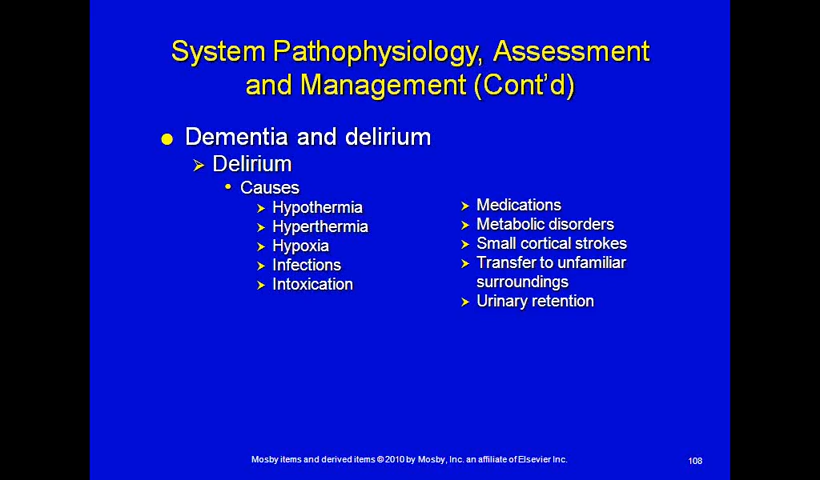 System Pathophysiology, Assessment
and Management (Cont'd)
Dementia and delirium
Delirium
Causes
Hypothermia
Hyperthermia
Hypoxia
Infections
Intoxication
Medications
Metabolic disorders
Small cortical strokes
Transfer to unfamiliar
surroundings
Urinary retention
Mosby items and derived items © 2010 by Mosby, Inc. an affiliate of Elsevier Inc.
108